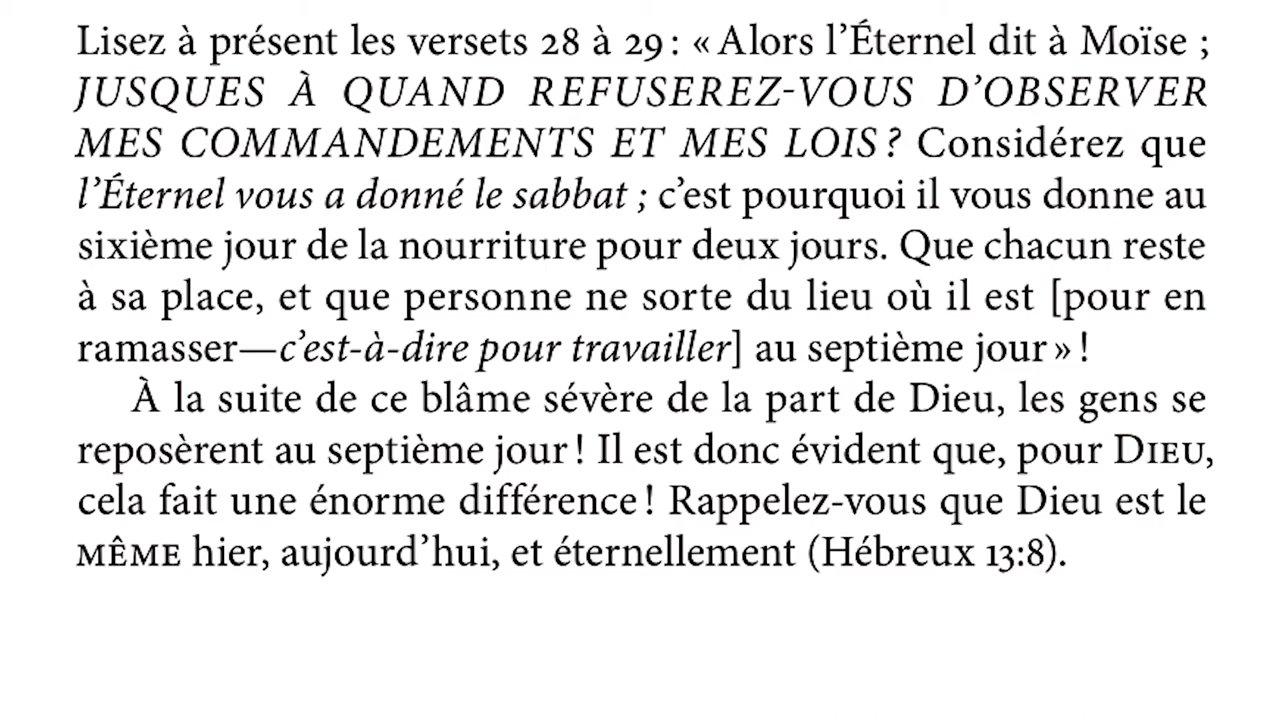 Lisez à présent les versets 28 à 29 : « Alors l’Éternel dit à Moïse ;
JUSQUES À QUAND REFUSEREZ-VOUS D’OBSERVER
MES COMMANDEMENTS ET MES LOIS ? Considérez que
l’Éternel vous a donné le sabbat ; c’est pourquoi il vous donne au
sixième jour de la nourriture pour deux jours. Que chacun reste
à sa place, et que personne ne sorte du lieu où il est [pour en
ramasser—c’est-à-dire pour travailler] au septième jour » !
À la suite de ce blâme sévère de la part de Dieu, les gens se
reposèrent au septième jour ! Il est donc évident que, pour DIEU,
cela fait une énorme différence ! Rappelez-vous que Dieu est le
MÊME hier, aujourd’hui, et éternellement (Hébreux 13:8).